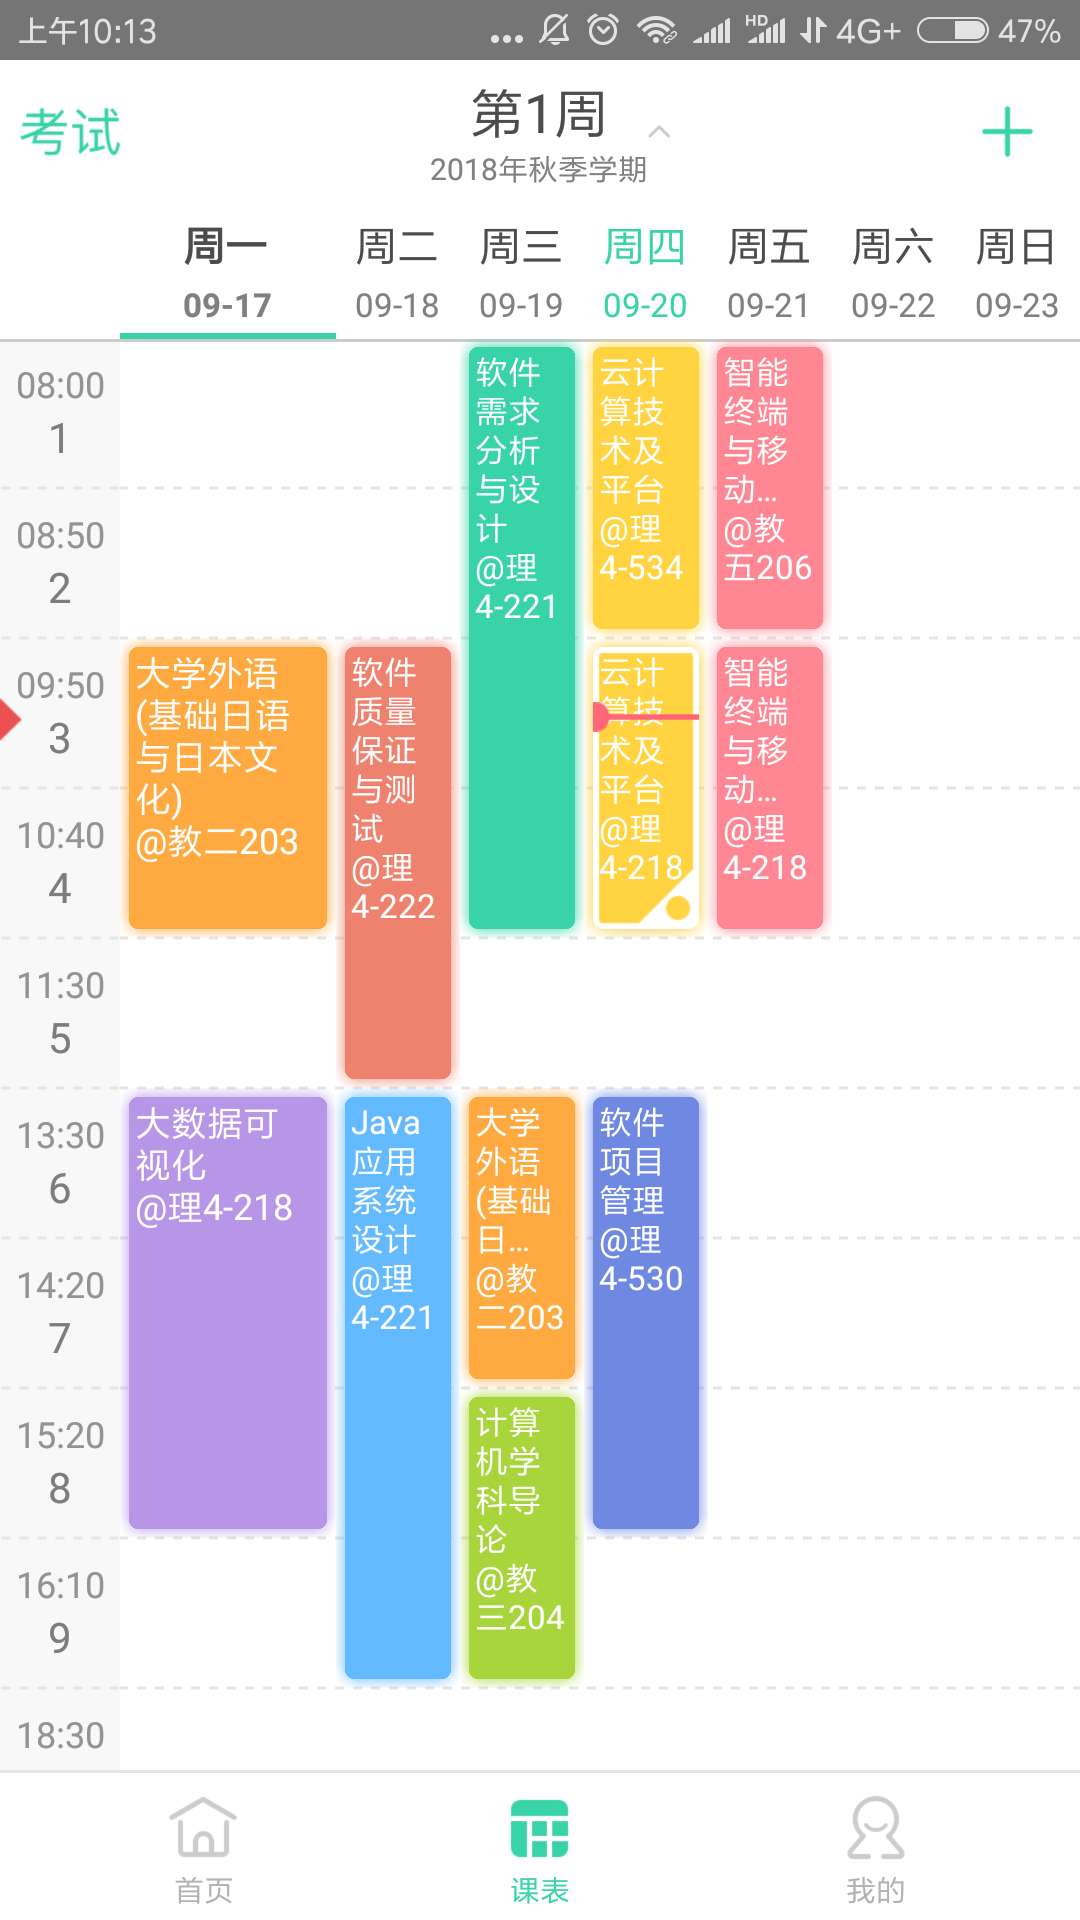 上午10:13
HD
4G+
47%
考试
第1周
2018年秋季学期
周一
周二
周三
周四
周五
周六
周日
09-17
09-18
09-19
09-20
09-21
09-22
09-23
08:00
1
08:50
2
09:50
3
10:40
4
11:30
5
13:30
6
14:20
7
15:20
8
16:10
9
18:30
大学外语
(基础日语
与日本文
化)
@教二203
大数据可
视化
@理4-218
软件
质量
保证
与测
试
@理
4-222
Java
应用
系统
设计
@理
4-221
软件
需求
分析
与设
计
@理
4-221
大学
外语
(基础
日...
@教
二203
计算
机学
科导
论
@教
三204
云计
算技
术及
平台
@理
4-534
云计
算技
术及
平台
@理
4-218
软件
项目
管理
@理
4-530
智能
终端
与移
动...
@教
五206
智能
终端
与移
动...
@理
4-218
首页
课表
我的